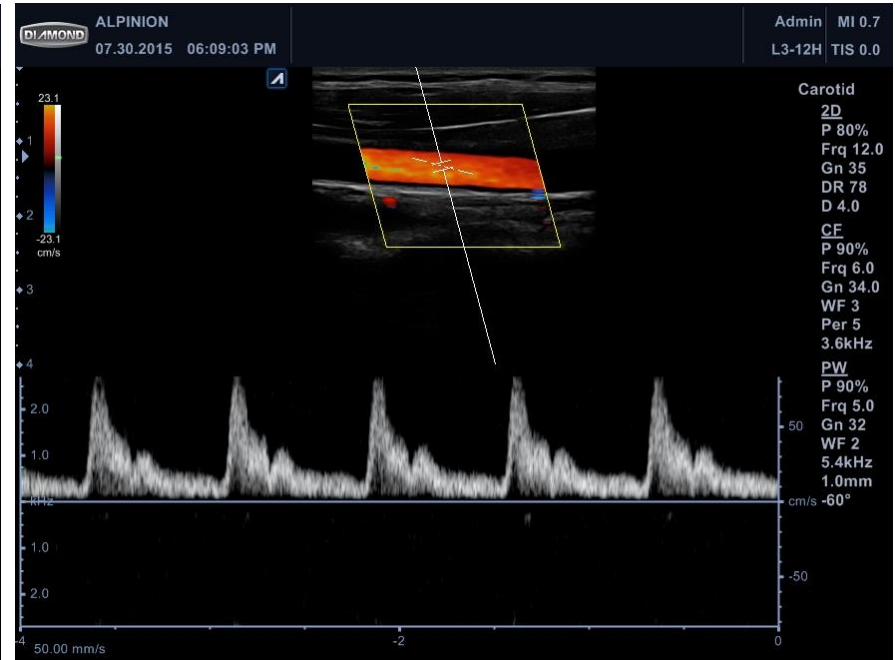 DIAMOND
ALPINION
07.30.2015 06:09:03 PM
Admin MI 0.7
L3-12H TIS 0.0
23.1
-23.1
cm/s
1
2
3
4
Carotid
2D
P 80%
Frq 12.0
Gn 35
DR 78
D 4.0
CF
P 90%
Frq 6.0
Gn 34.0
WF 3
Per 5
3.6kHz
PW
P 90%
Frq 5.0
Gn 32
WF 2
5.4kHz
1.0mm
-60°
2.0
1.0
kHz
1.0
2.0
50
cm/s
-50
-4
-2
0
50.00 mm/s